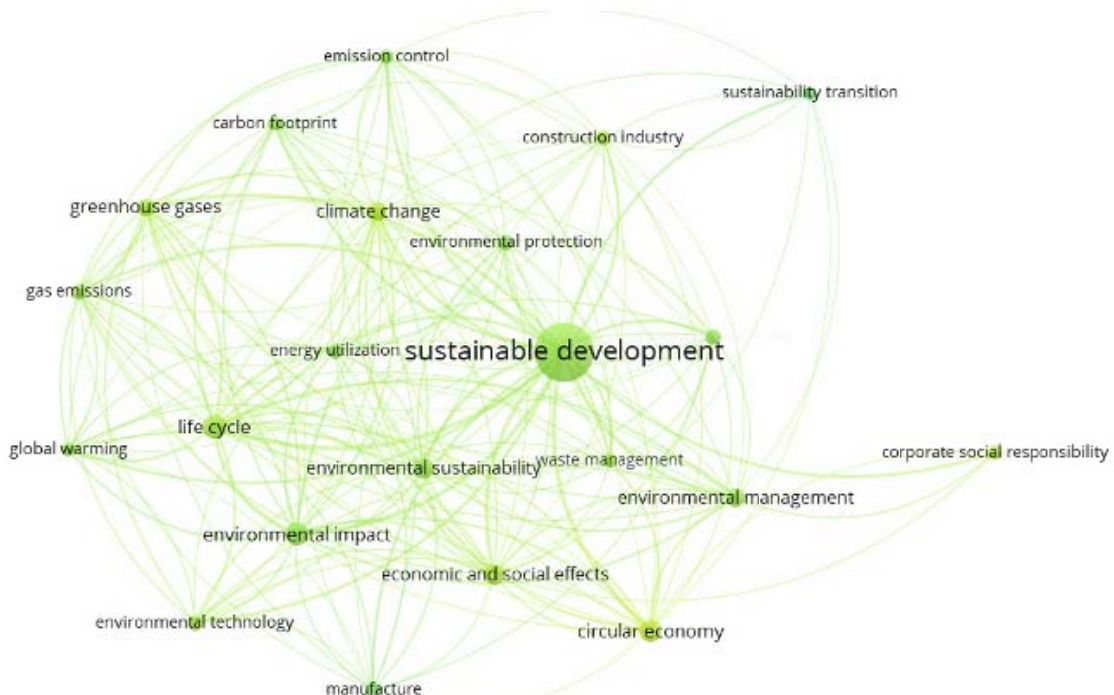 emission control
sustainability transition
carbon footprint
construction industry
greenhouse gases
climate change
environmental protection
gas emissions
energy utilization
sustainable development
life cycle
global warming
environmental sustainability
waste management
corporate social responsibility
environmental management
environmental impact
economic and social effects
environmental technology
circular economy
manufacture